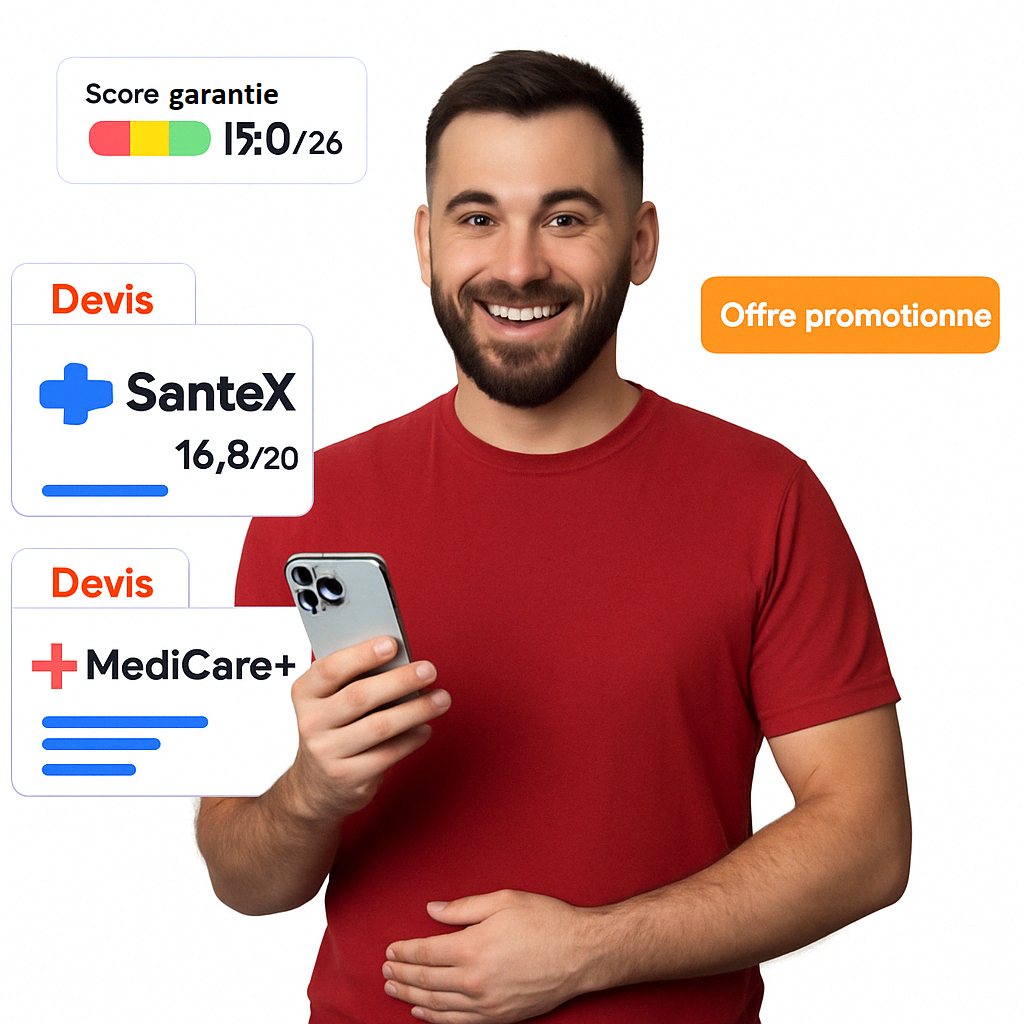 Score garantie
/26
Devis
SanteX
16,8/20
Offre promotionne
Devis
MediCare+